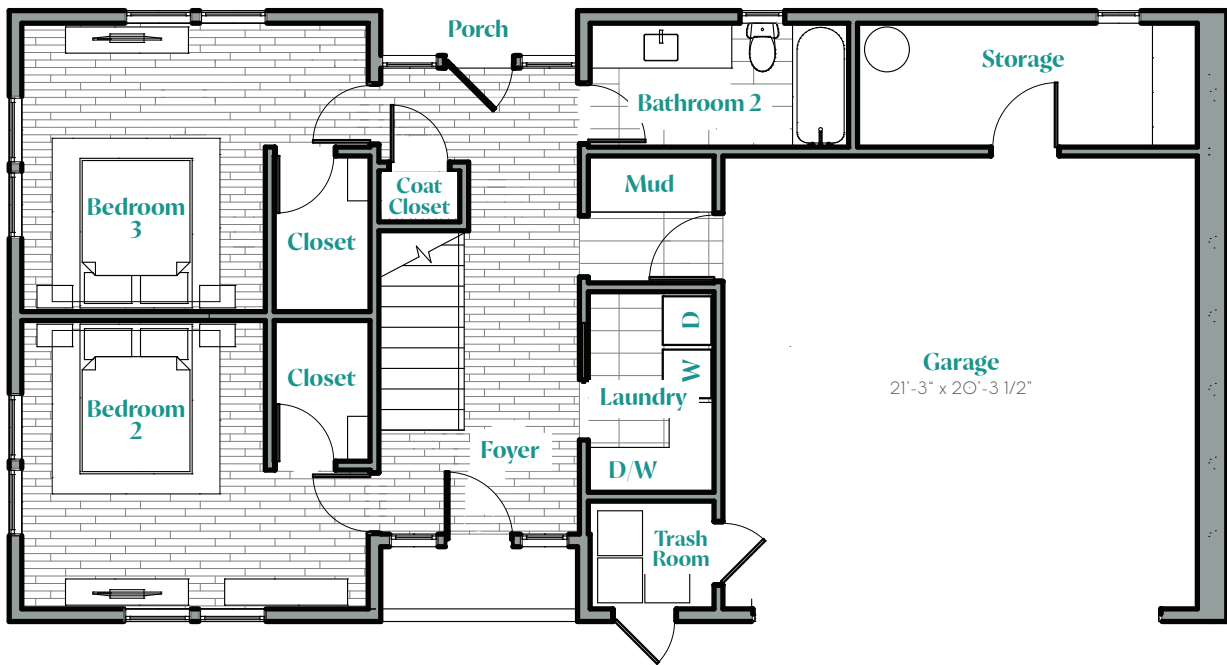 Porch
Storage
Bathroom 2
Coat
Closet
Mud
Bedroom
3
Closet
D
W
Garage
21'-3" x 20'-3 1/2"
Closet
Laundry
Bedroom
2
Foyer
D/W
Trash
Room